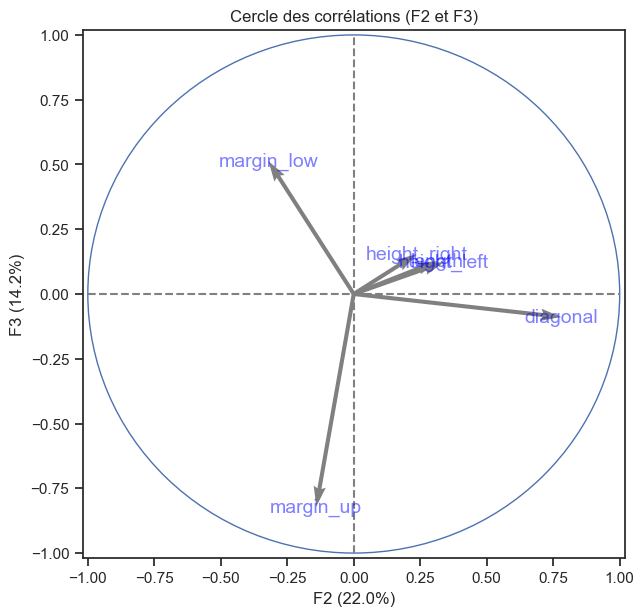 Cercle des corrélations (F2 et F3)
1.00
0.75
0.50
0.25
0.00
−0.25
−0.50
−0.75
−1.00
F3 (14.2%)
margin_low
height_right
height_left
diagonal
margin_up
−1.00 −0.75 −0.50 −0.25 0.00 0.25 0.50 0.75 1.00
F2 (22.0%)